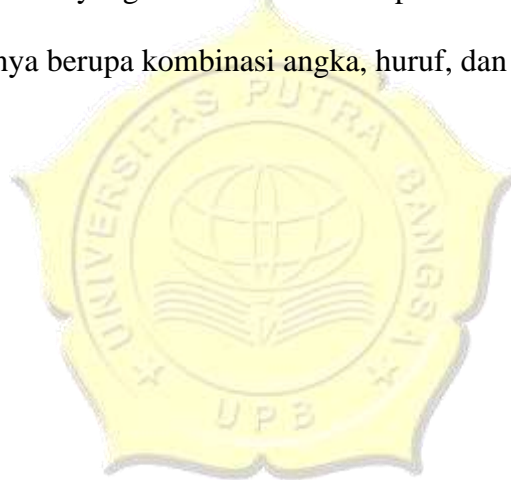 nya berupa kombinasi angka, huruf, dan
UNIVERSITAS PUTRA BANGSA
UPB